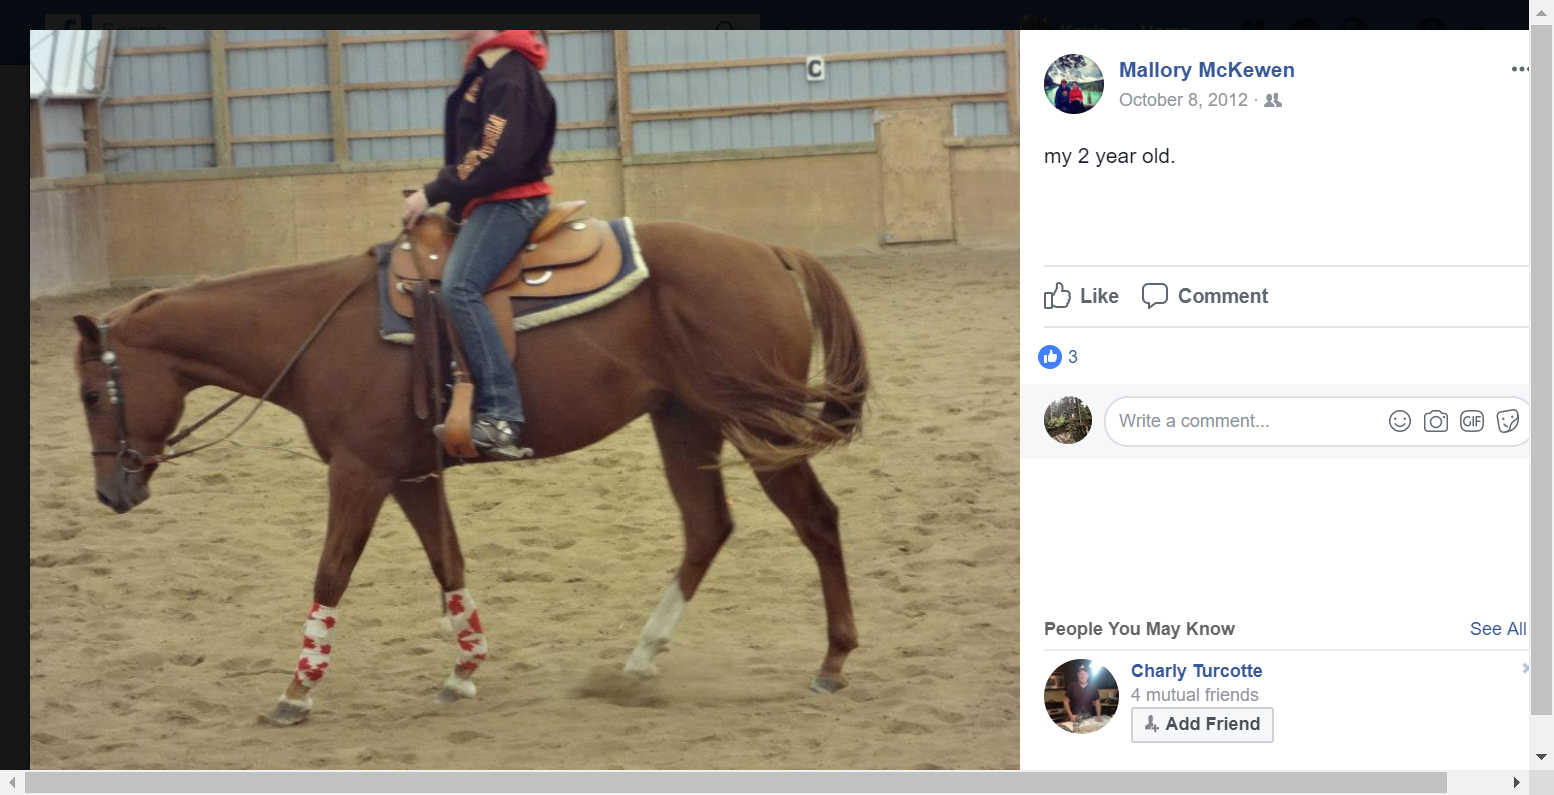 Search
C
Mallory McKewen
October 8, 2012 ·
my 2 year old.
Like
Comment
3
Write a comment...
GIF
People You May Know
See All
Charly Turcotte
4 mutual friends
Add Friend